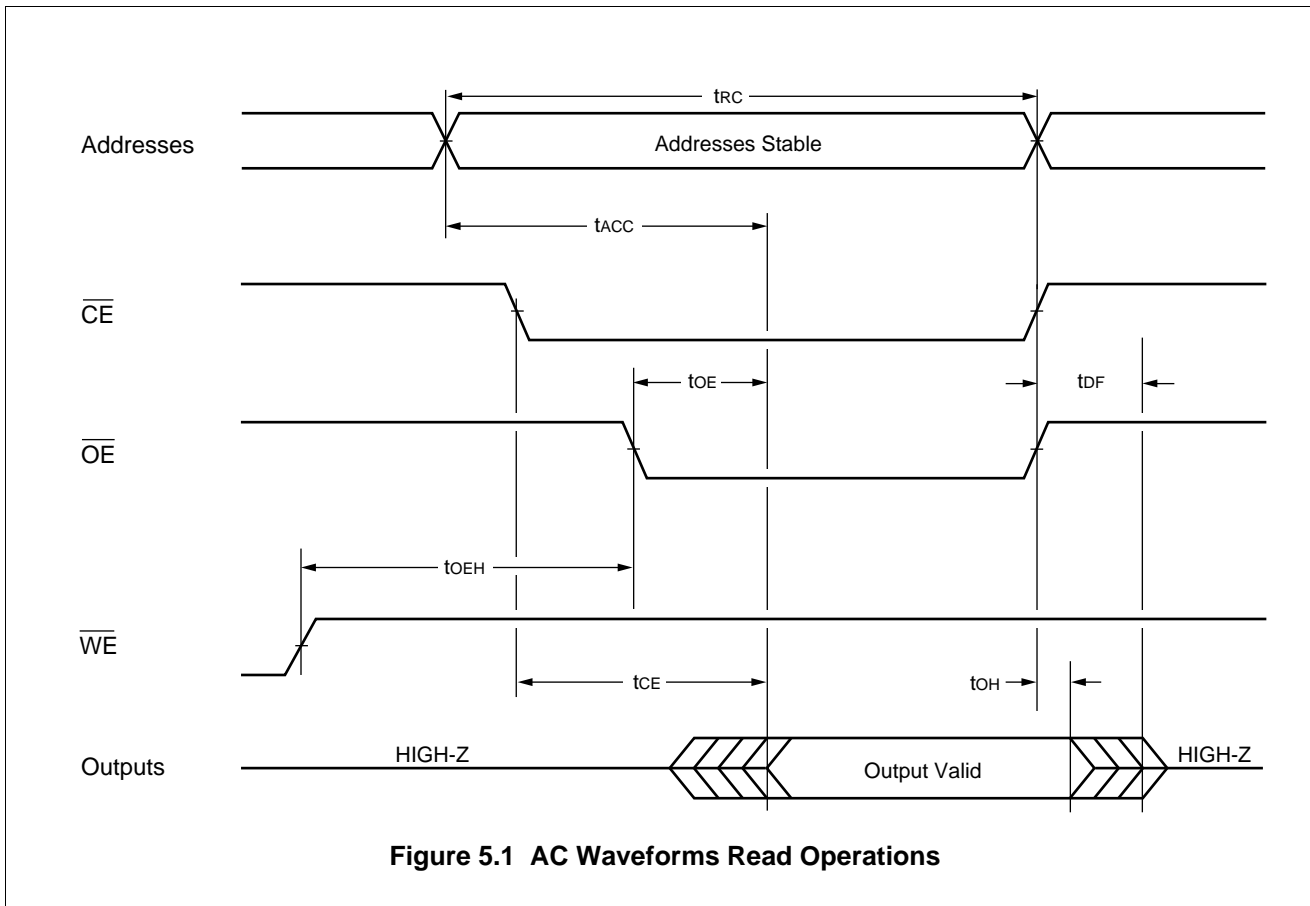 tRC
Addresses
Addresses Stable
tACC
CE
tOE
tDF
OE
tOEH
WE
tCE
tOH
Outputs
HIGH-Z
Output Valid
HIGH-Z
Figure 5.1 AC Waveforms Read Operations